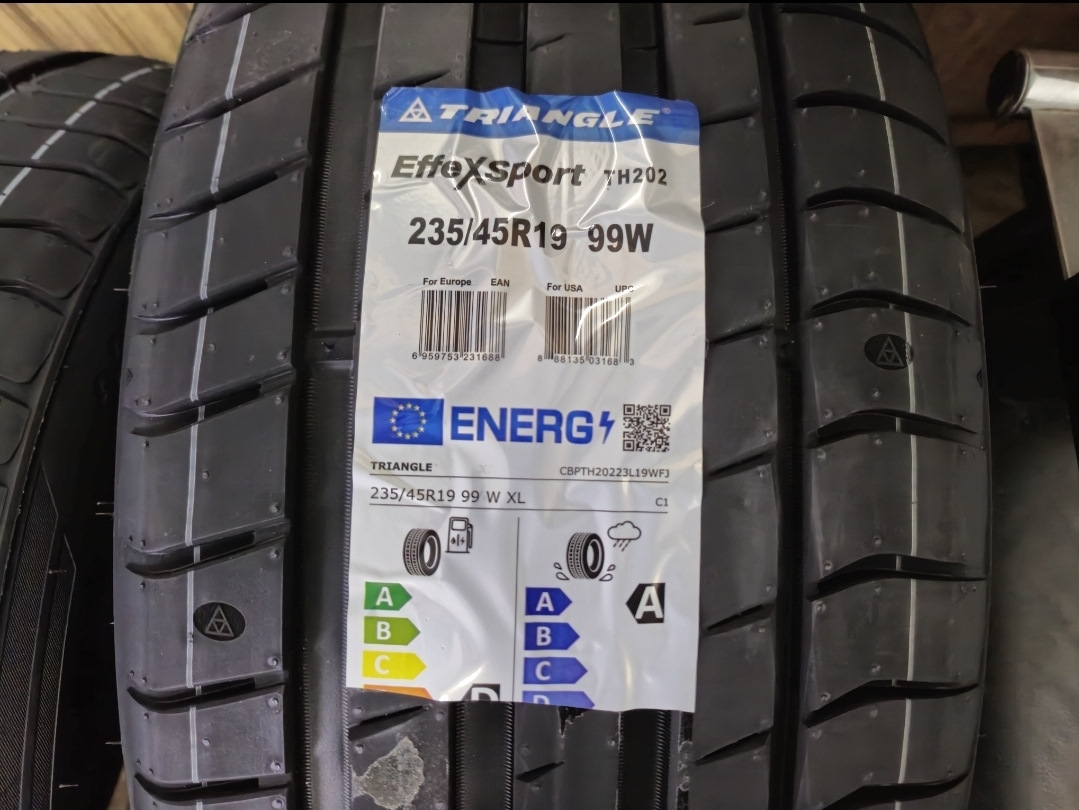 TRIANGLE®
EffeXSport TH202
235/45R19 99W
For Europe EAN For USA UPC
6 959753 231688 8 88135 03168 3
ENERG
TRIANGLE CBPTH20223L19WFJ
235/45R19 99 W XL C1
A A A
B B
C C
D D